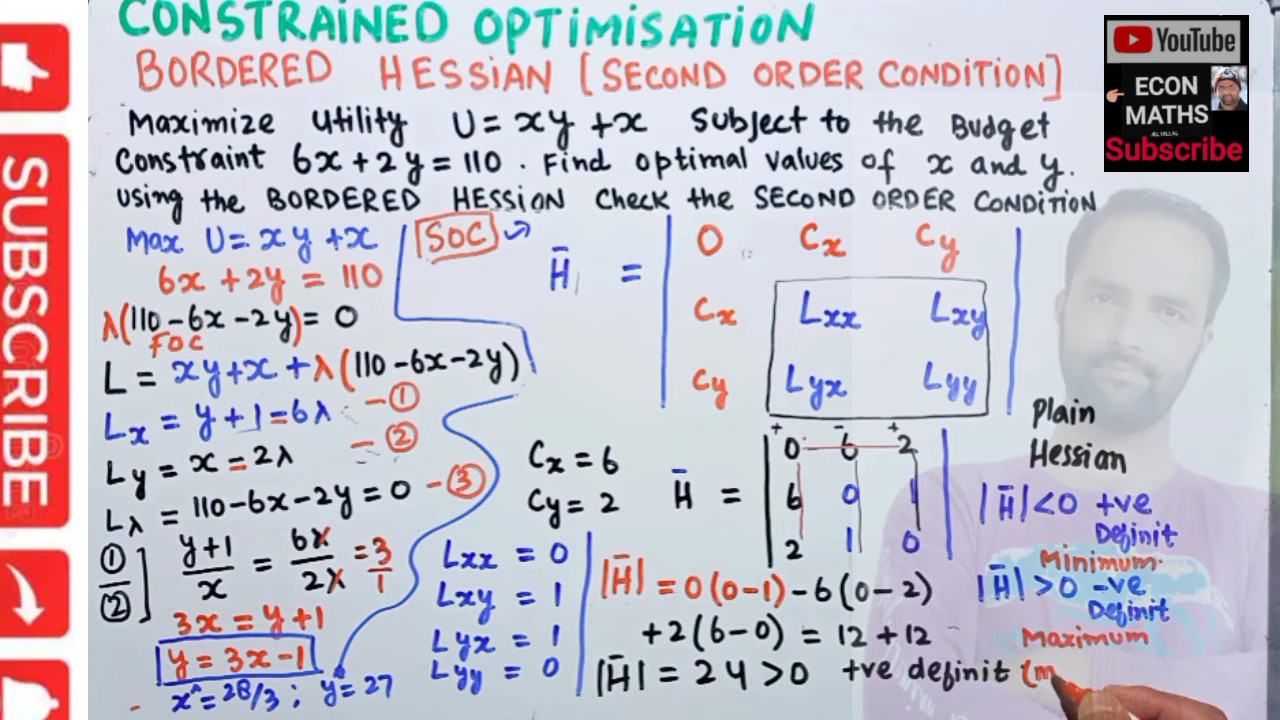 CONSTRAINED OPTIMISATION
BORDERED HESSIAN [SECOND ORDER CONDITION]
Maximize Utility U = xy + x Subject to the Budget
Constraint 6x + 2y = 110 . Find optimal values of x and y.
Using the BORDERED HESSION Check the SECOND ORDER CONDITION
Max U = xy + x
6x + 2y = 110
λ(110 - 6x - 2y) = 0
FOC
L = xy + x + λ(110 - 6x - 2y)
Lx = y + 1 = 6λ - ①
Ly = x = 2λ - ②
Lλ = 110 - 6x - 2y = 0 - ③
①/② ] y+1/x = 6λ/2λ = 3/1
3x = y + 1
y = 3x - 1
x^ = 28/3 ; y = 27
SOC
H̄ =
0 Cx Cy
Cx Lxx Lxy
Cy Lyx Lyy
Plain
Hessian
Cx = 6
Cy = 2
Lxx = 0
Lxy = 1
Lyx = 1
Lyy = 0
H̄ =
+ - +
0 6 2
6 0 1
2 1 0
|H̄| = 0(0-1) - 6(0-2)
+2(6-0) = 12 + 12
|H̄| = 24 > 0 +ve definit (m
|H̄| < 0 +ve
Definit
Minimum.
|H̄| > 0 -ve
Definit
Maximum
YouTube
ECON
MATHS
Subscribe
SUBSCRIBE